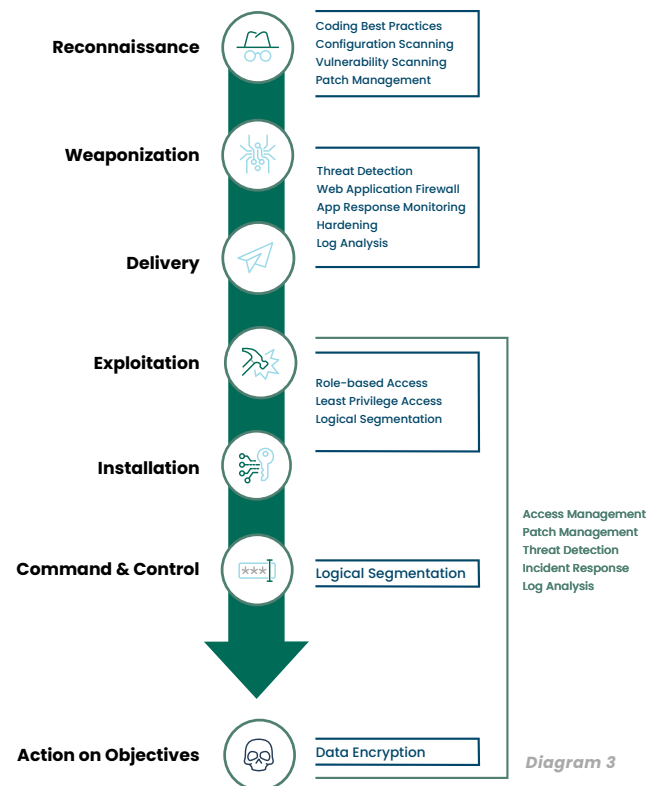 Reconnaissance
Coding Best Practices
Configuration Scanning
Vulnerability Scanning
Patch Management
Weaponization
Threat Detection
Web Application Firewall
App Response Monitoring
Hardening
Log Analysis
Delivery
Exploitation
Role-based Access
Least Privilege Access
Logical Segmentation
Installation
Access Management
Patch Management
Threat Detection
Incident Response
Log Analysis
Command & Control
***
Logical Segmentation
Action on Objectives
Data Encryption
Diagram 3